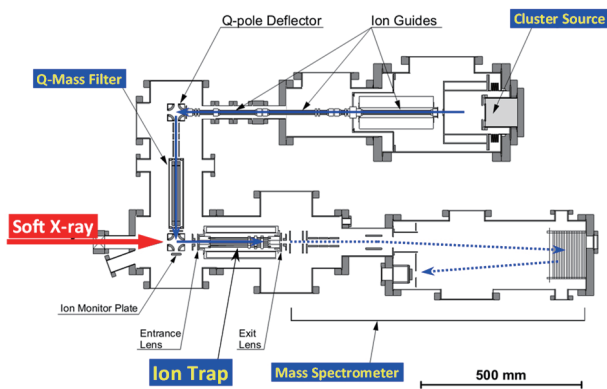 Q-pole Deflector
Ion Guides
Cluster Source
Q-Mass Filter
Soft X-ray
Ion Monitor Plate
Entrance
Lens
Ion Trap
Exit
Lens
Mass Spectrometer
500 mm